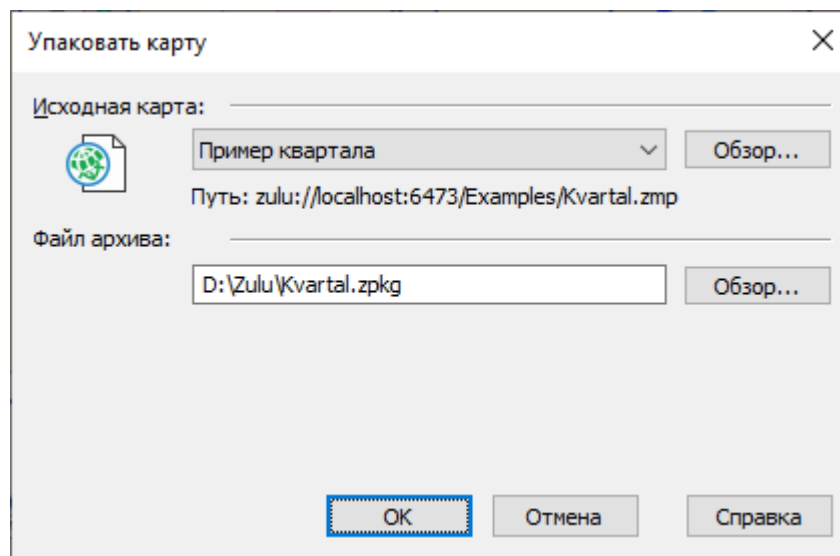 Упаковать карту
Исходная карта:
Пример квартала
Обзор...
Путь: zulu://localhost:6473/Examples/Kvartal.zmp
Файл архива:
D:\Zulu\Kvartal.zpkg
Обзор...
OK
Отмена
Справка